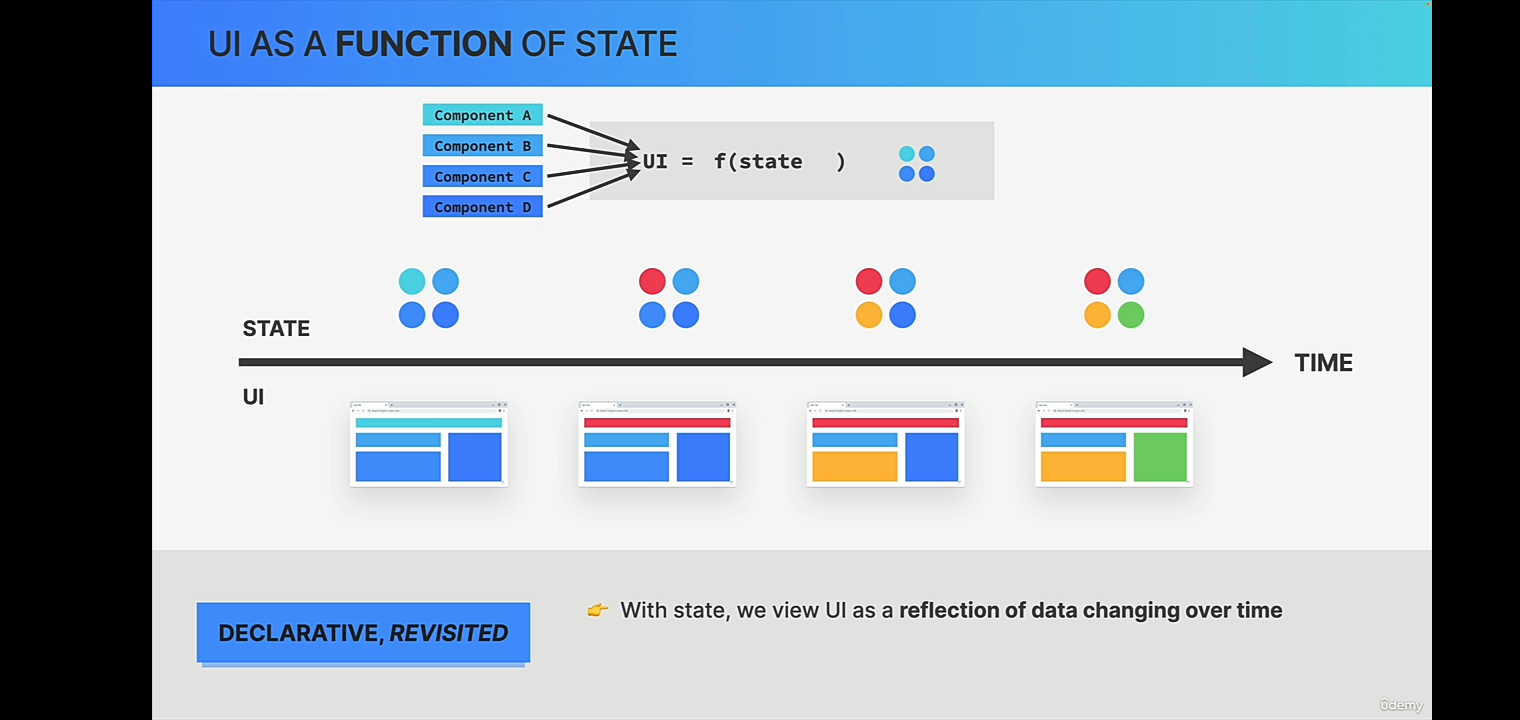 UI AS A FUNCTION OF STATE
Component A
Component B
Component C
Component D
UI = f(state )
STATE
TIME
UI
DECLARATIVE, REVISITED
👉 With state, we view UI as a reflection of data changing over time
ûdemy